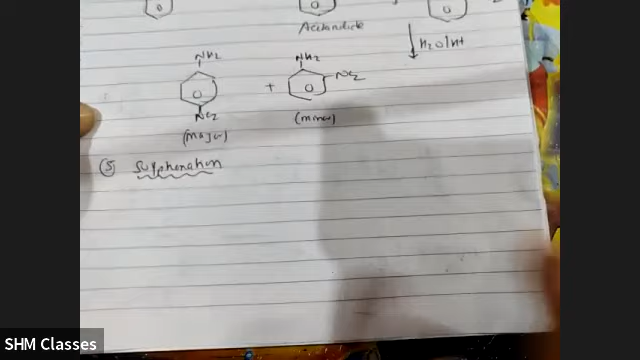 Acetanilide
H2O/H+
NH2
NH2
NO2
+
NO2
(major)
(minor)
(5) Sulphonation
SHM Classes